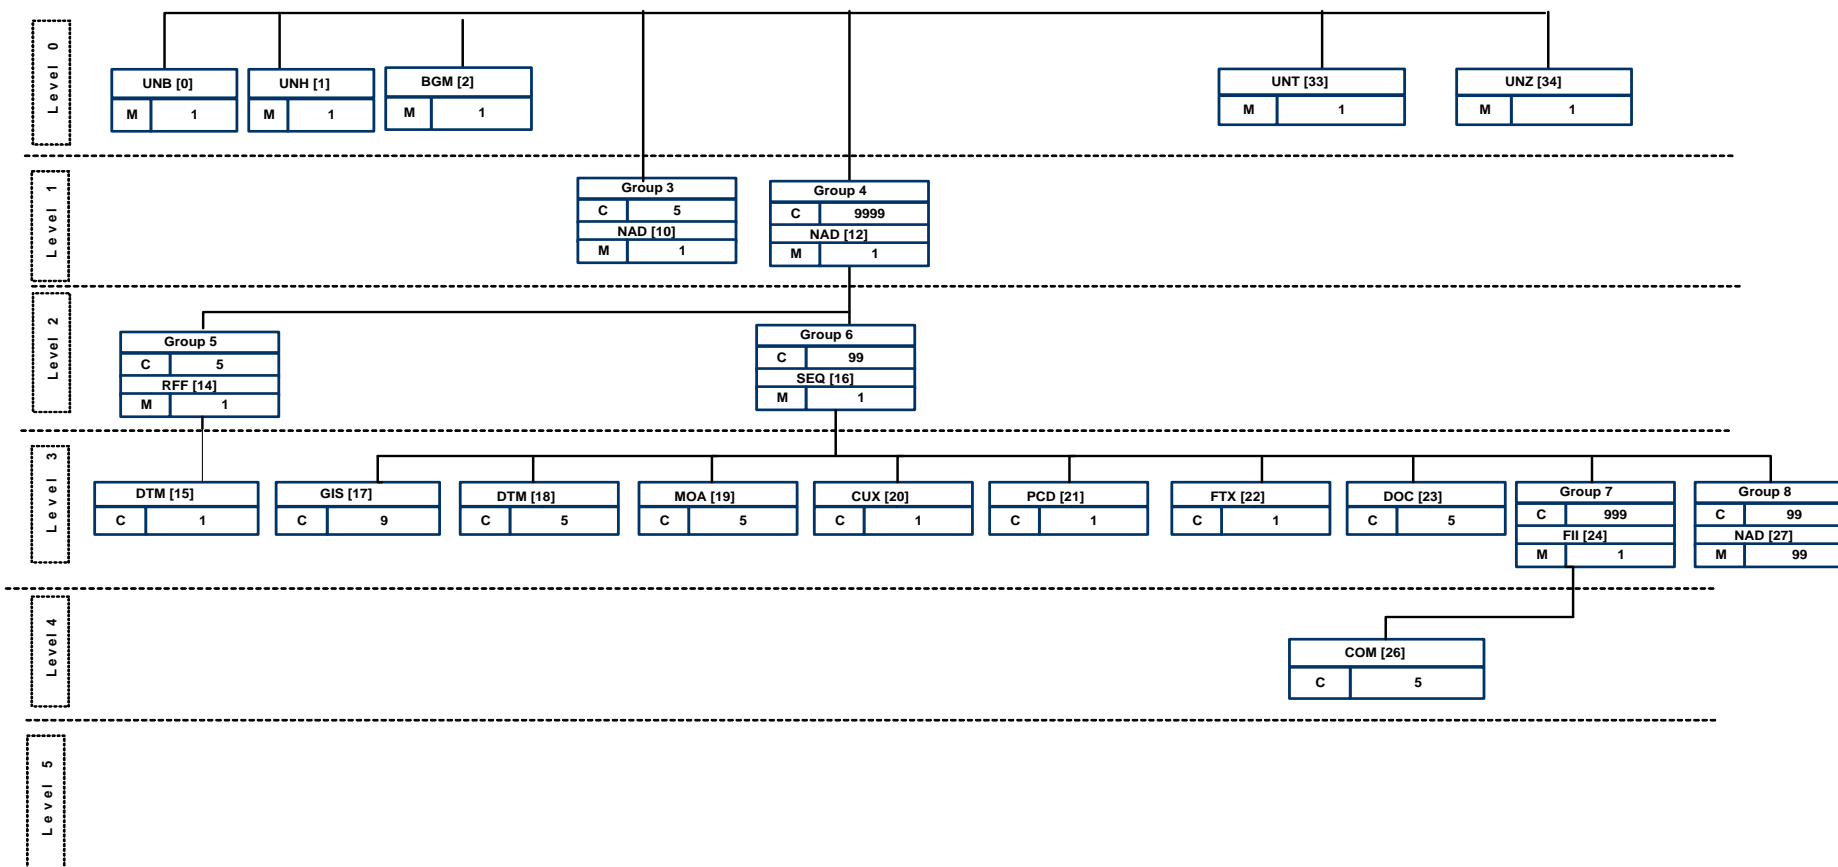 Level 0
UNB [0]
M 1
UNH [1]
M 1
BGM [2]
M 1
UNT [33]
M 1
UNZ [34]
M 1
Level 1
Group 3
C 5
NAD [10]
M 1
Group 4
C 9999
NAD [12]
M 1
Level 2
Group 5
C 5
RFF [14]
M 1
Group 6
C 99
SEQ [16]
M 1
Level 3
DTM [15]
C 1
GIS [17]
C 9
DTM [18]
C 5
MOA [19]
C 5
CUX [20]
C 1
PCD [21]
C 1
FTX [22]
C 1
DOC [23]
C 5
Group 7
C 999
FII [24]
M 1
Group 8
C 99
NAD [27]
M 99
Level 4
COM [26]
C 5
Level 5